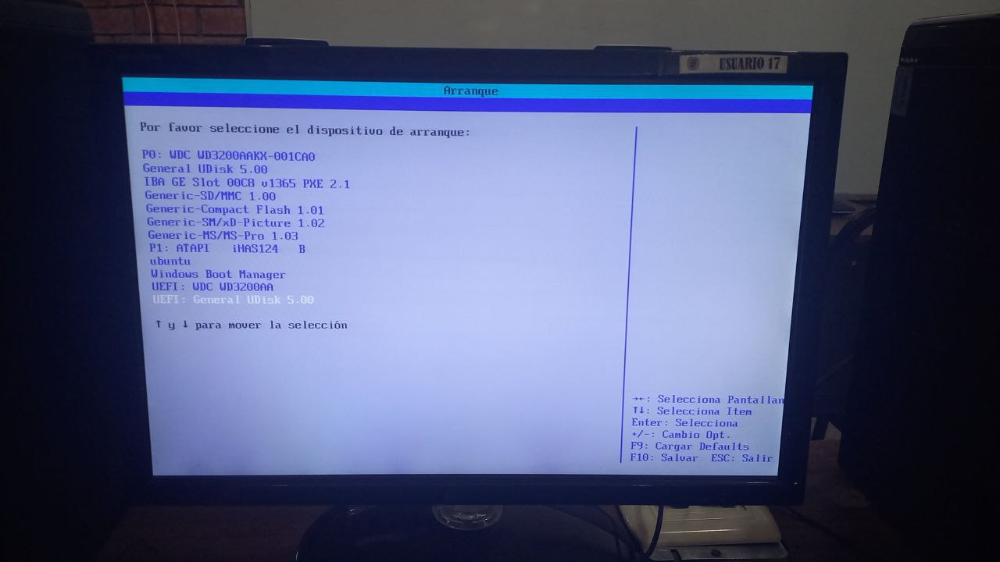 USUARIO 17
Arranque
Por favor seleccione el dispositivo de arranque:
P0: WDC WD3200AAKX-001CA0
General UDisk 5.00
IBA GE Slot 00C8 v1365 PXE 2.1
Generic-SD/MMC 1.00
Generic-Compact Flash 1.01
Generic-SM/xD-Picture 1.02
Generic-MS/MS-Pro 1.03
P1: ATAPI   iHAS124   B
ubuntu
Windows Boot Manager
UEFI: WDC WD3200AA
UEFI: General UDisk 5.00
↑ y ↓ para mover la selección
→←: Selecciona Pantallan
↑↓: Selecciona Item
Enter: Selecciona
+/-: Cambio Opt.
F9: Cargar Defaults
F10: Salvar  ESC: Salir